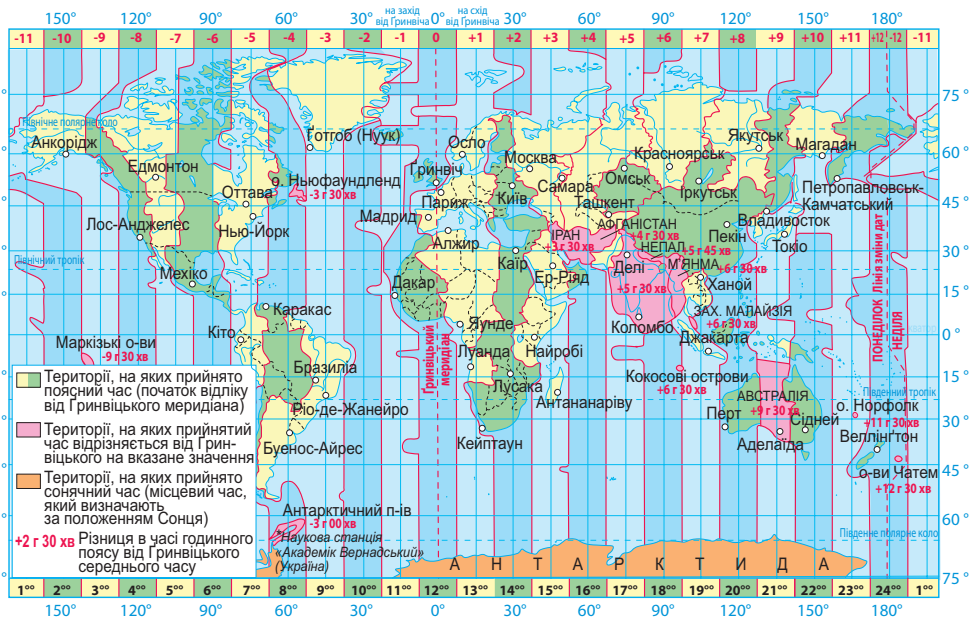 150° 120° 90° 60° 30° на захід від Ґринвіча 0° на схід від Ґринвіча 30° 60° 90° 120° 150° 180°
-11 -10 -9 -8 -7 -6 -5 -4 -3 -2 -1 0 +1 +2 +3 +4 +5 +6 +7 +8 +9 +10 +11 +12 -12 -11
75°
Північне полярне коло
Анкорідж
Ґотгоб (Нуук)
Осло
Якутськ
Магадан
60°
Едмонтон
Ґринвіч
Москва
Красноярськ
Оттава
о. Ньюфаундленд
-3 г 30 хв
Париж
Київ
Самара
Омськ
Іркутськ
Петропавловськ-
Камчатський
Ташкент
45°
Лос-Анджелес
Нью-Йорк
Мадрид
АФГАНІСТАН
+4 г 30 хв
Владивосток
Алжир
ІРАН
+3 г 30 хв
Пекін
Токіо
30°
НЕПАЛ
+5 г 45 хв
Північний тропік
Мехіко
Каїр
Делі
М'ЯНМА
+6 г 30 хв
Ер-Ріяд
Дакар
+5 г 30 хв
Ханой
15°
Каракас
ЗАХ. МАЛАЙЗІЯ
+6 г 30 хв
Кіто
Яунде
Коломбо
0°
Маркізькі о-ви
-9 г 30 хв
Луанда
Найробі
Джакарта
Ґринвіцький
меридіан
ПОНЕДІЛОК Лінія зміни дат НЕДІЛЯ
Бразиліа
Лусака
Кокосові острови
+6 г 30 хв
15°
Південний тропік
Ріо-де-Жанейро
Антананаріву
АВСТРАЛІЯ
+9 г 30 хв
Перт
Сідней
о. Норфолк
+11 г 30 хв
30°
Буенос-Айрес
Кейптаун
Аделаїда
Веллінґтон
45°
о-ви Чатем
+12 г 30 хв
Території, на яких прийнято
поясний час (початок відліку
від Гринвіцького меридіана)
Території, на яких прийнятий
час відрізняється від Грин-
віцького на вказане значення
Території, на яких прийнято
сонячний час (місцевий час,
який визначають
за положенням Сонця)
+2 г 30 хв Різниця в часі годинного
поясу від Гринвіцького
середнього часу
Антарктичний п-ів
-3 г 00 хв
Наукова станція
«Академік Вернадський»
(Україна)
60°
Південне полярне коло
АНТАРКТИДА
75°
1⁰⁰ 2⁰⁰ 3⁰⁰ 4⁰⁰ 5⁰⁰ 6⁰⁰ 7⁰⁰ 8⁰⁰ 9⁰⁰ 10⁰⁰ 11⁰⁰ 12⁰⁰ 13⁰⁰ 14⁰⁰ 15⁰⁰ 16⁰⁰ 17⁰⁰ 18⁰⁰ 19⁰⁰ 20⁰⁰ 21⁰⁰ 22⁰⁰ 23⁰⁰ 24⁰⁰ 1⁰⁰
150° 120° 90° 60° 30° 0° 30° 60° 90° 120° 150° 180°